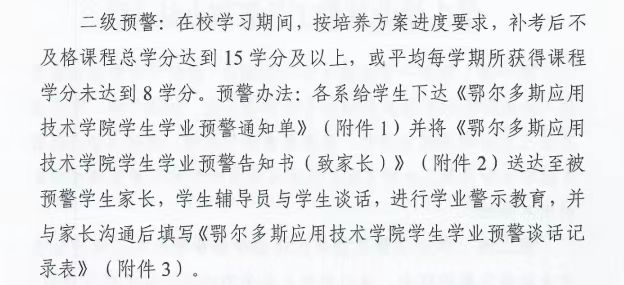 二级预警：在校学习期间，按培养方案进度要求，补考后不
及格课程总学分达到 15 学分及以上，或平均每学期所获得课程
学分未达到 8 学分。预警办法：各系给学生下达《鄂尔多斯应用
技术学院学生学业预警通知单》（附件 1）并将《鄂尔多斯应用
技术学院学生学业预警告知书（致家长）》（附件 2）送达至被
预警学生家长，学生辅导员与学生谈话，进行学业警示教育，并
与家长沟通后填写《鄂尔多斯应用技术学院学生学业预警谈话记
录表》（附件 3）。